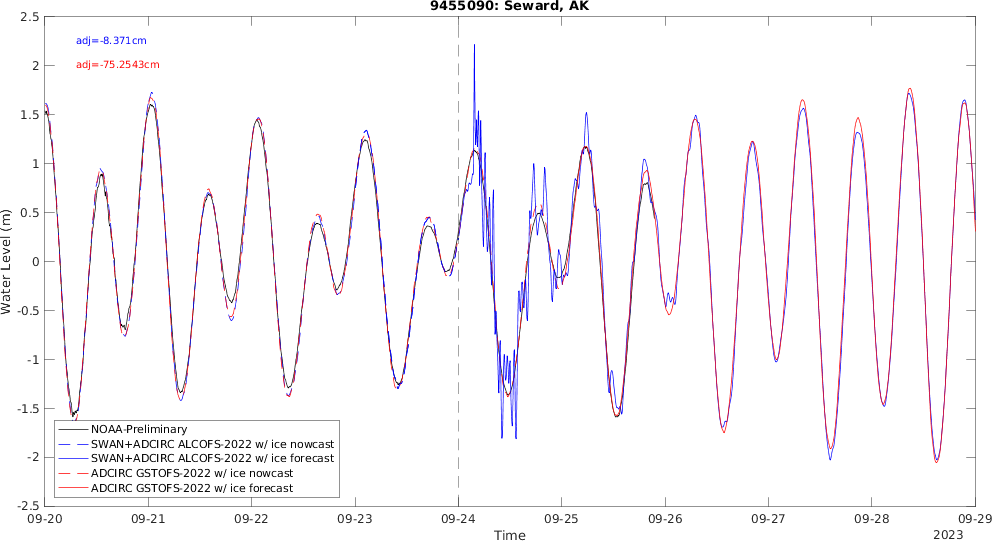 9455090: Seward, AK
adj=-8.371cm
adj=-75.2543cm
2.5
2
1.5
1
0.5
0
-0.5
-1
-1.5
-2
-2.5
Water Level (m)
NOAA-Preliminary
SWAN+ADCIRC ALCOFS-2022 w/ ice nowcast
SWAN+ADCIRC ALCOFS-2022 w/ ice forecast
ADCIRC GSTOFS-2022 w/ ice nowcast
ADCIRC GSTOFS-2022 w/ ice forecast
09-20 09-21 09-22 09-23 09-24 09-25 09-26 09-27 09-28 09-29
Time
2023